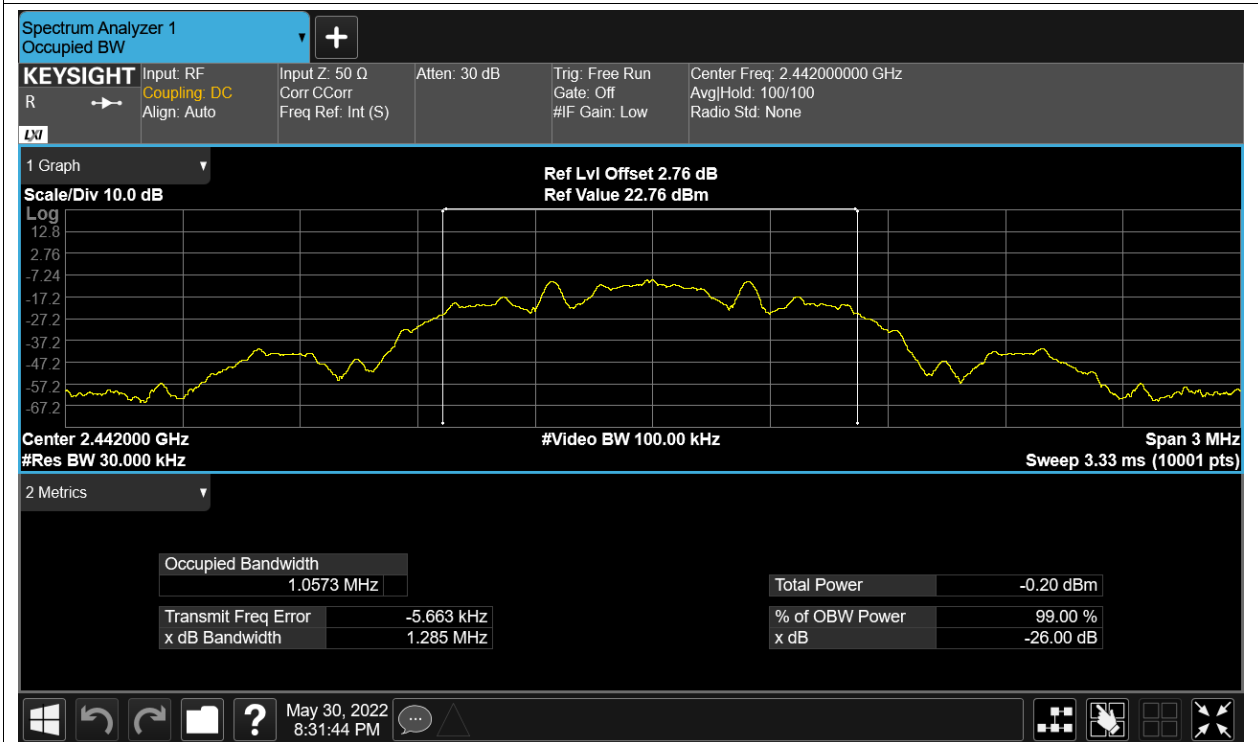 Spectrum Analyzer 1
Occupied BW
KEYSIGHT Input: RF Input Z: 50 Ω Atten: 30 dB Trig: Free Run Center Freq: 2.442000000 GHz
R Coupling: DC Corr CCorr Gate: Off Avg|Hold: 100/100
Align: Auto Freq Ref: Int (S) #IF Gain: Low Radio Std: None
LXI
1 Graph
Ref Lvl Offset 2.76 dB
Scale/Div 10.0 dB Ref Value 22.76 dBm
Log
12.8
2.76
-7.24
-17.2
-27.2
-37.2
-47.2
-57.2
-67.2
Center 2.442000 GHz #Video BW 100.00 kHz Span 3 MHz
#Res BW 30.000 kHz Sweep 3.33 ms (10001 pts)
2 Metrics
Occupied Bandwidth
1.0573 MHz Total Power -0.20 dBm
Transmit Freq Error -5.663 kHz % of OBW Power 99.00 %
x dB Bandwidth 1.285 MHz x dB -26.00 dB
? May 30, 2022
8:31:44 PM